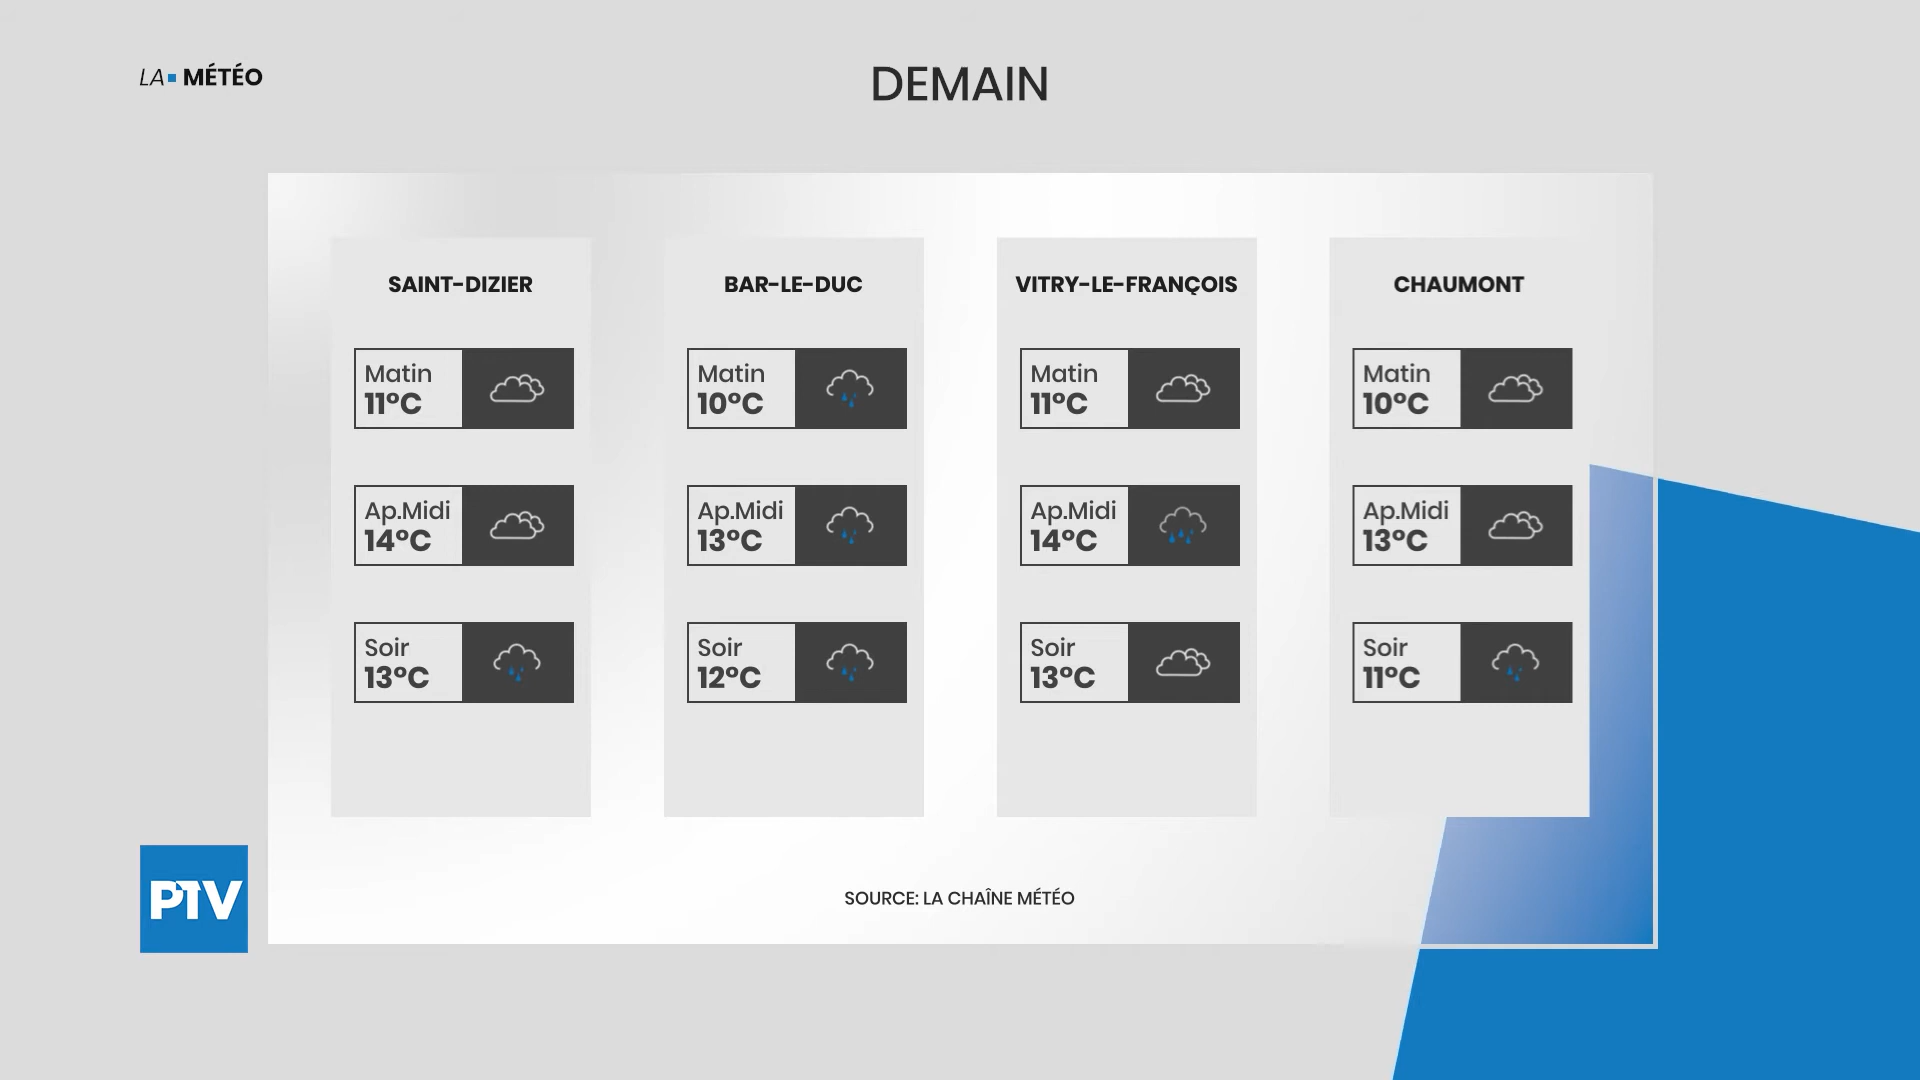 LA MÉTÉO
DEMAIN
SAINT-DIZIER
Matin
11°C
Ap.Midi
14°C
Soir
13°C
BAR-LE-DUC
Matin
10°C
Ap.Midi
13°C
Soir
12°C
VITRY-LE-FRANÇOIS
Matin
11°C
Ap.Midi
14°C
Soir
13°C
CHAUMONT
Matin
10°C
Ap.Midi
13°C
Soir
11°C
PTV
SOURCE: LA CHAÎNE MÉTÉO